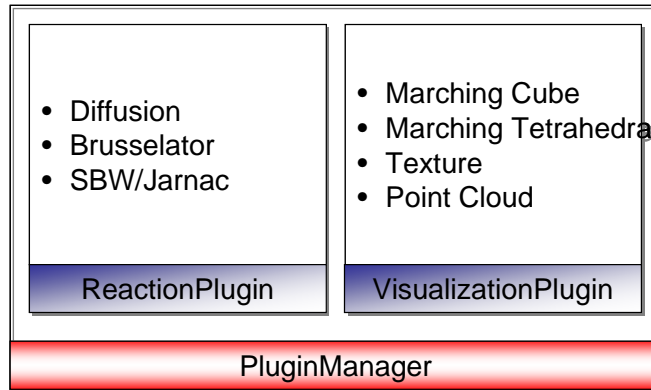 • Diffusion
• Brusselator
• SBW/Jarnac
ReactionPlugin
• Marching Cube
• Marching Tetrahedra
• Texture
• Point Cloud
VisualizationPlugin
PluginManager